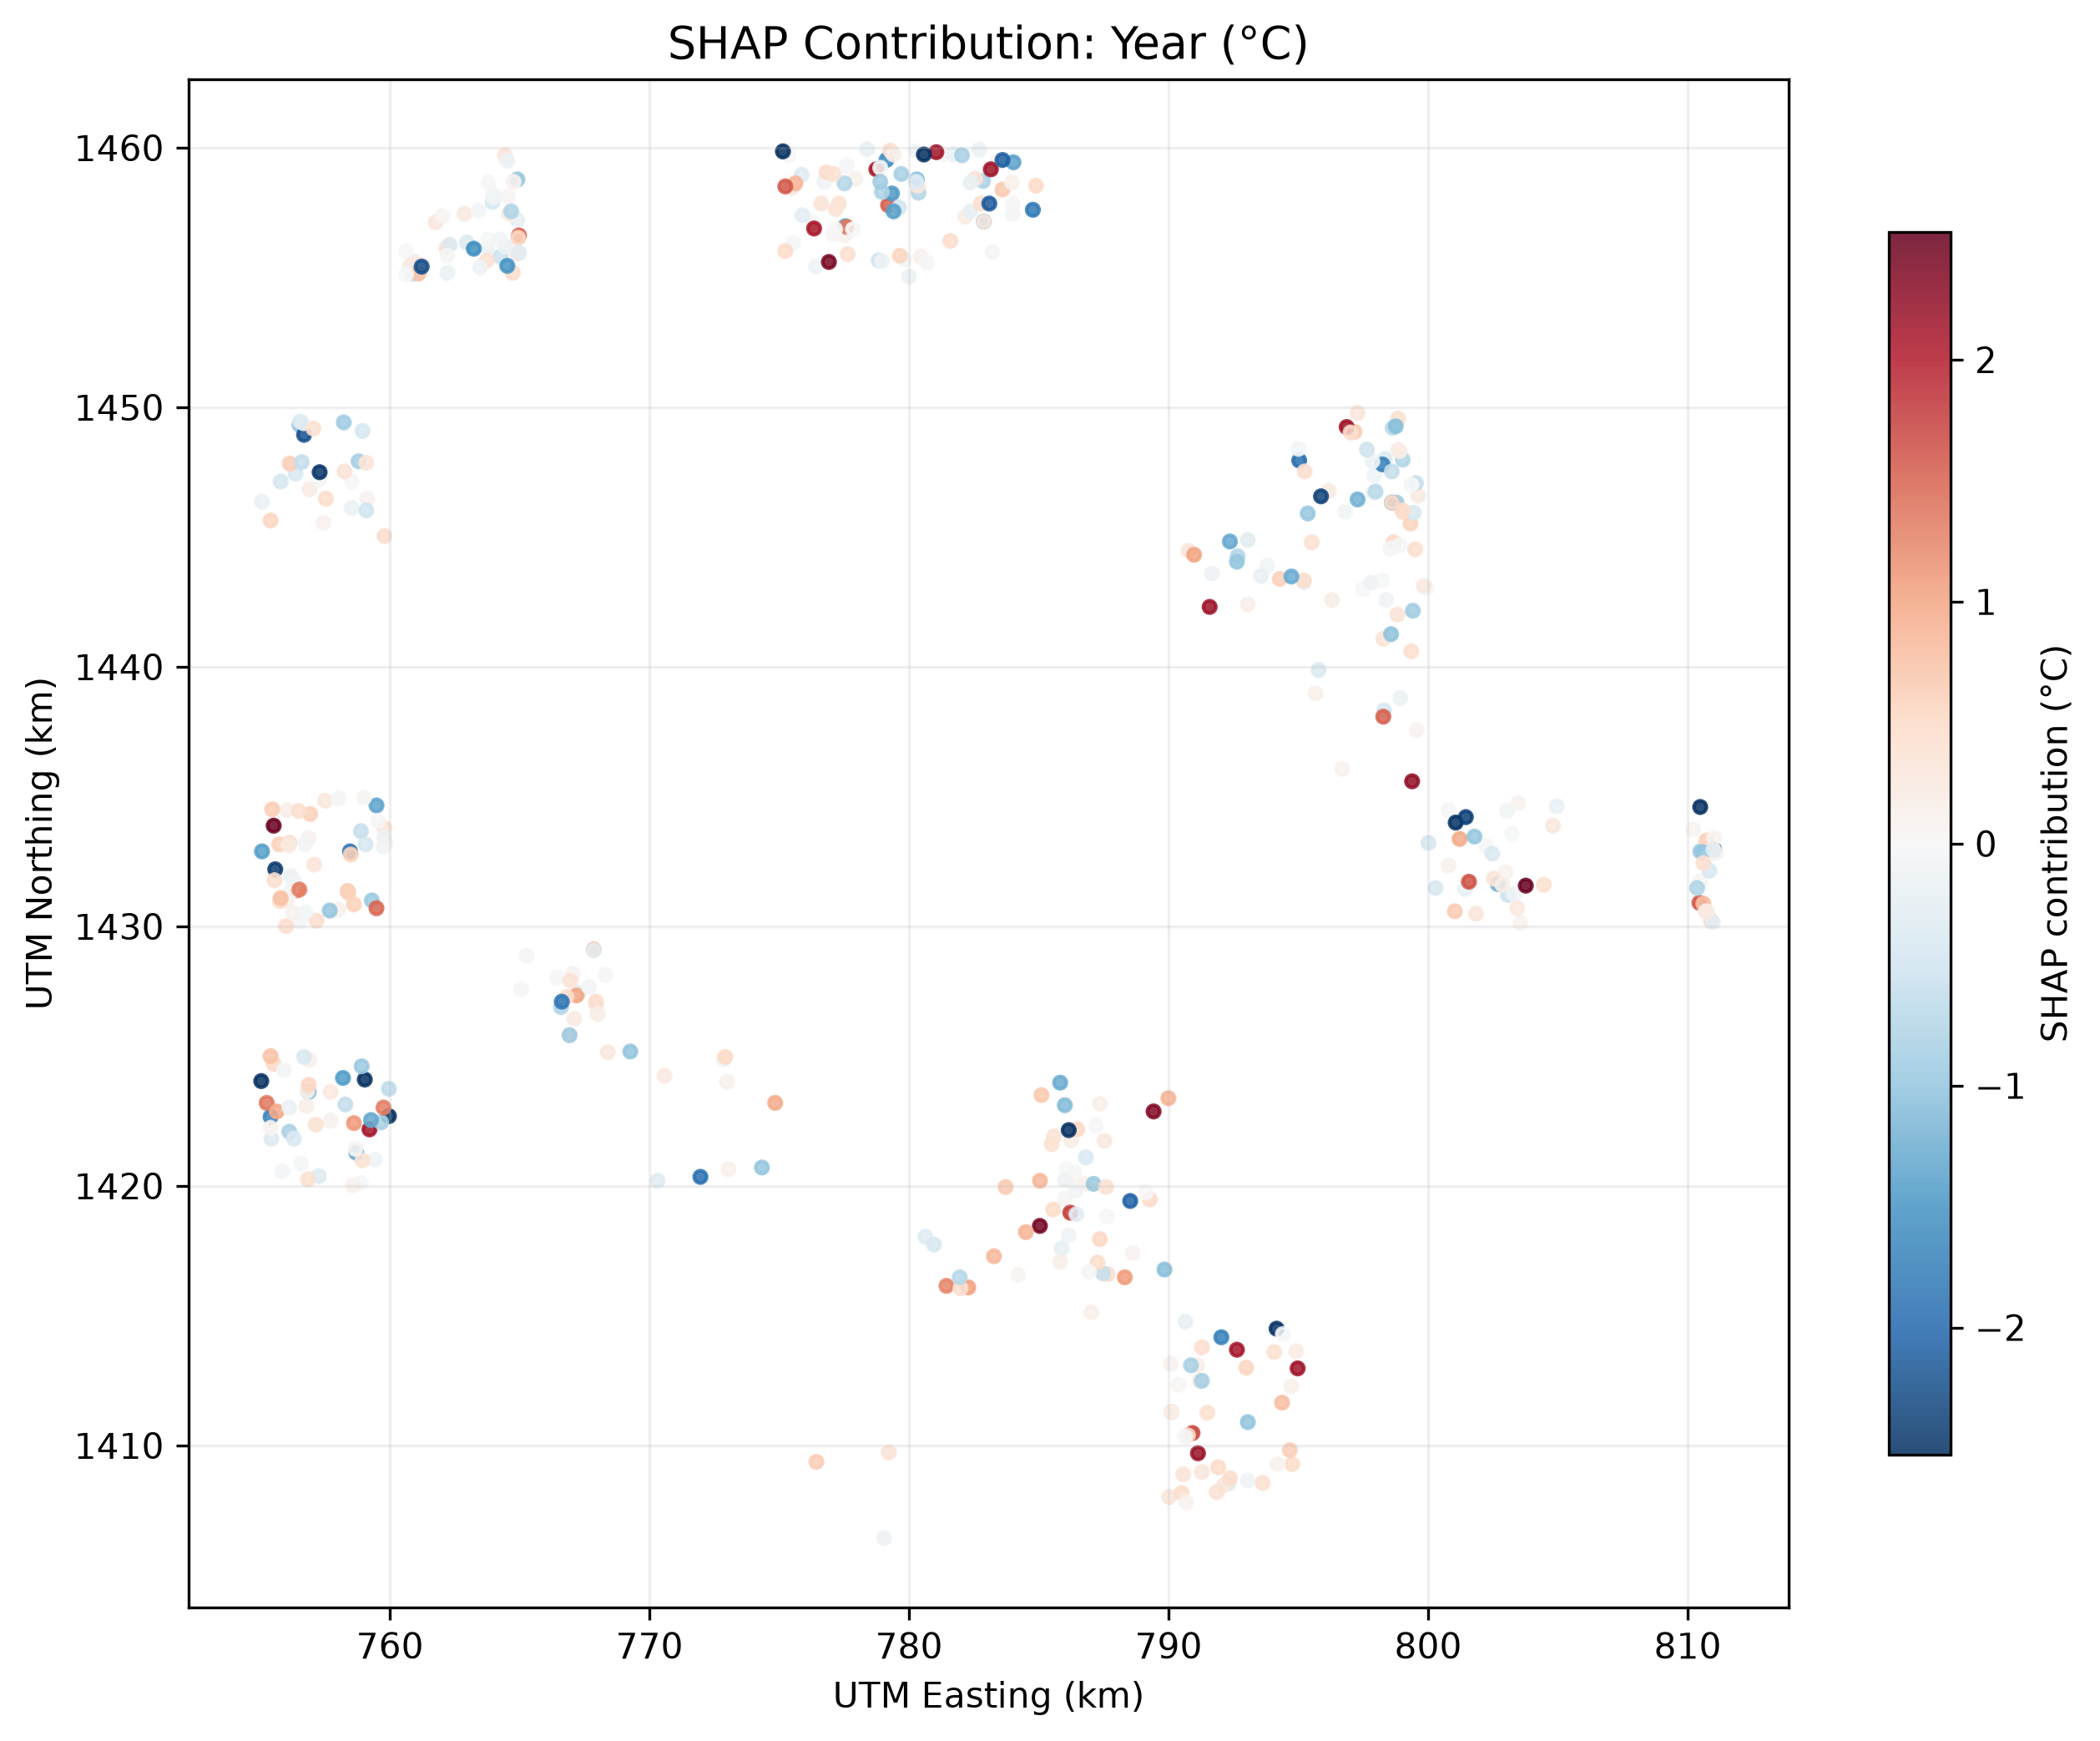 SHAP Contribution: Year (°C)
1460
1450
1440
1430
1420
1410
UTM Northing (km)
760 770 780 790 800 810
UTM Easting (km)
2
1
0
−1
−2
SHAP contribution (°C)